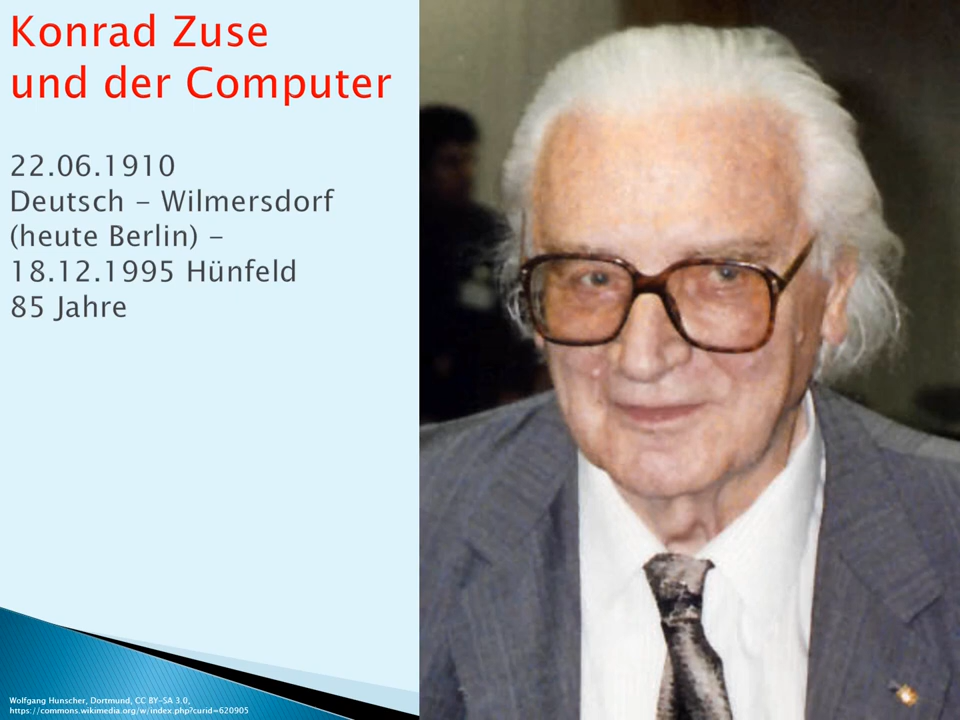 Konrad Zuse
und der Computer
22.06.1910
Deutsch - Wilmersdorf
(heute Berlin) -
18.12.1995 Hünfeld
85 Jahre
Wolfgang Hunscher, Dortmund, CC BY-SA 3.0,
https://commons.wikimedia.org/w/index.php?curid=620905